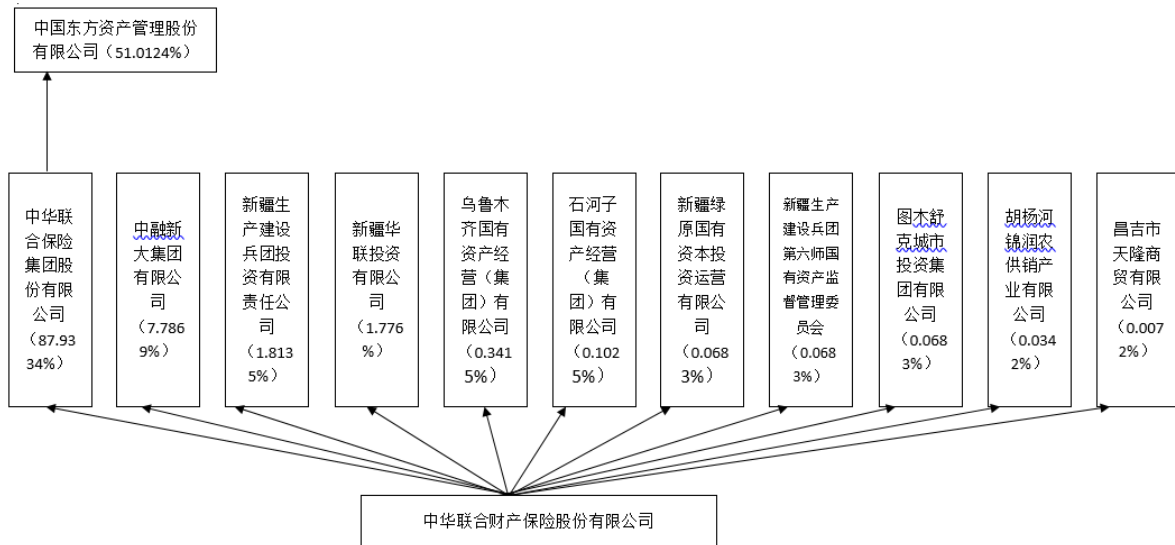 中国东方资产管理股份
有限公司（51.0124%）
中华联
合保险
集团股
份有限
公司
（87.93
34%）
中融新
大集团
有限公
司
（7.786
9%）
新疆生
产建设
兵团投
资有限
责任公
司
（1.813
5%）
新疆华
联投资
有限公
司
（1.776
%）
乌鲁木
齐国有
资产经
营（集
团）有
限公司
（0.341
5%）
石河子
国有资
产经营
（集
团）有
限公司
（0.102
5%）
新疆绿
原国有
资本投
资运营
有限公
司
（0.068
3%）
新疆生产
建设兵团
第六师国
有资产监
督管理委
员会
（0.068
3%）
图木舒
克城市
投资集
团有限
公司
（0.068
3%）
胡杨河
锦润农
供销产
业有限
公司
（0.034
2%）
昌吉市
天隆商
贸有限
公司
（0.007
2%）
中华联合财产保险股份有限公司